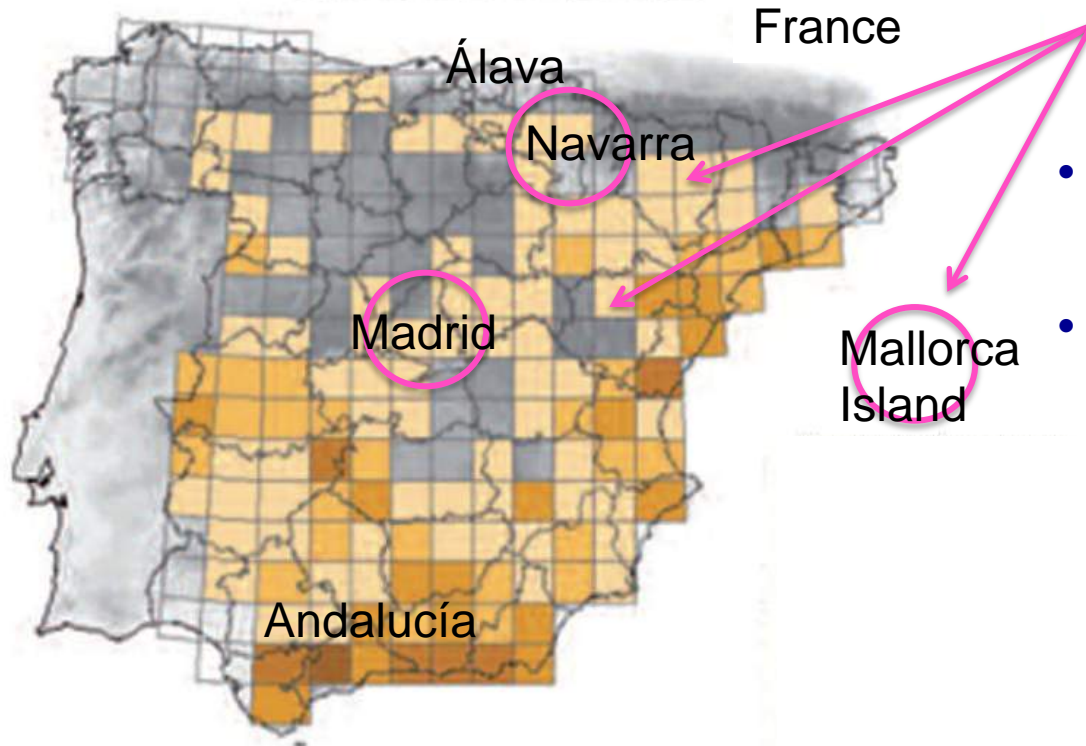 France
Álava
Navarra
Madrid
Mallorca
Island
Andalucía